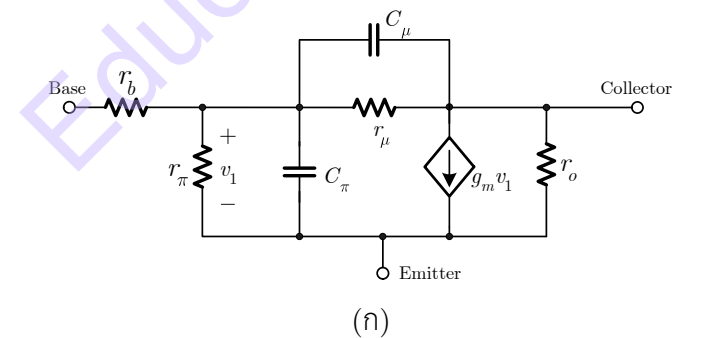 C_μ
Base
r_b
Collector
r_μ
+
r_π
v_1
−
C_π
g_m v_1
r_o
Emitter
(ก)